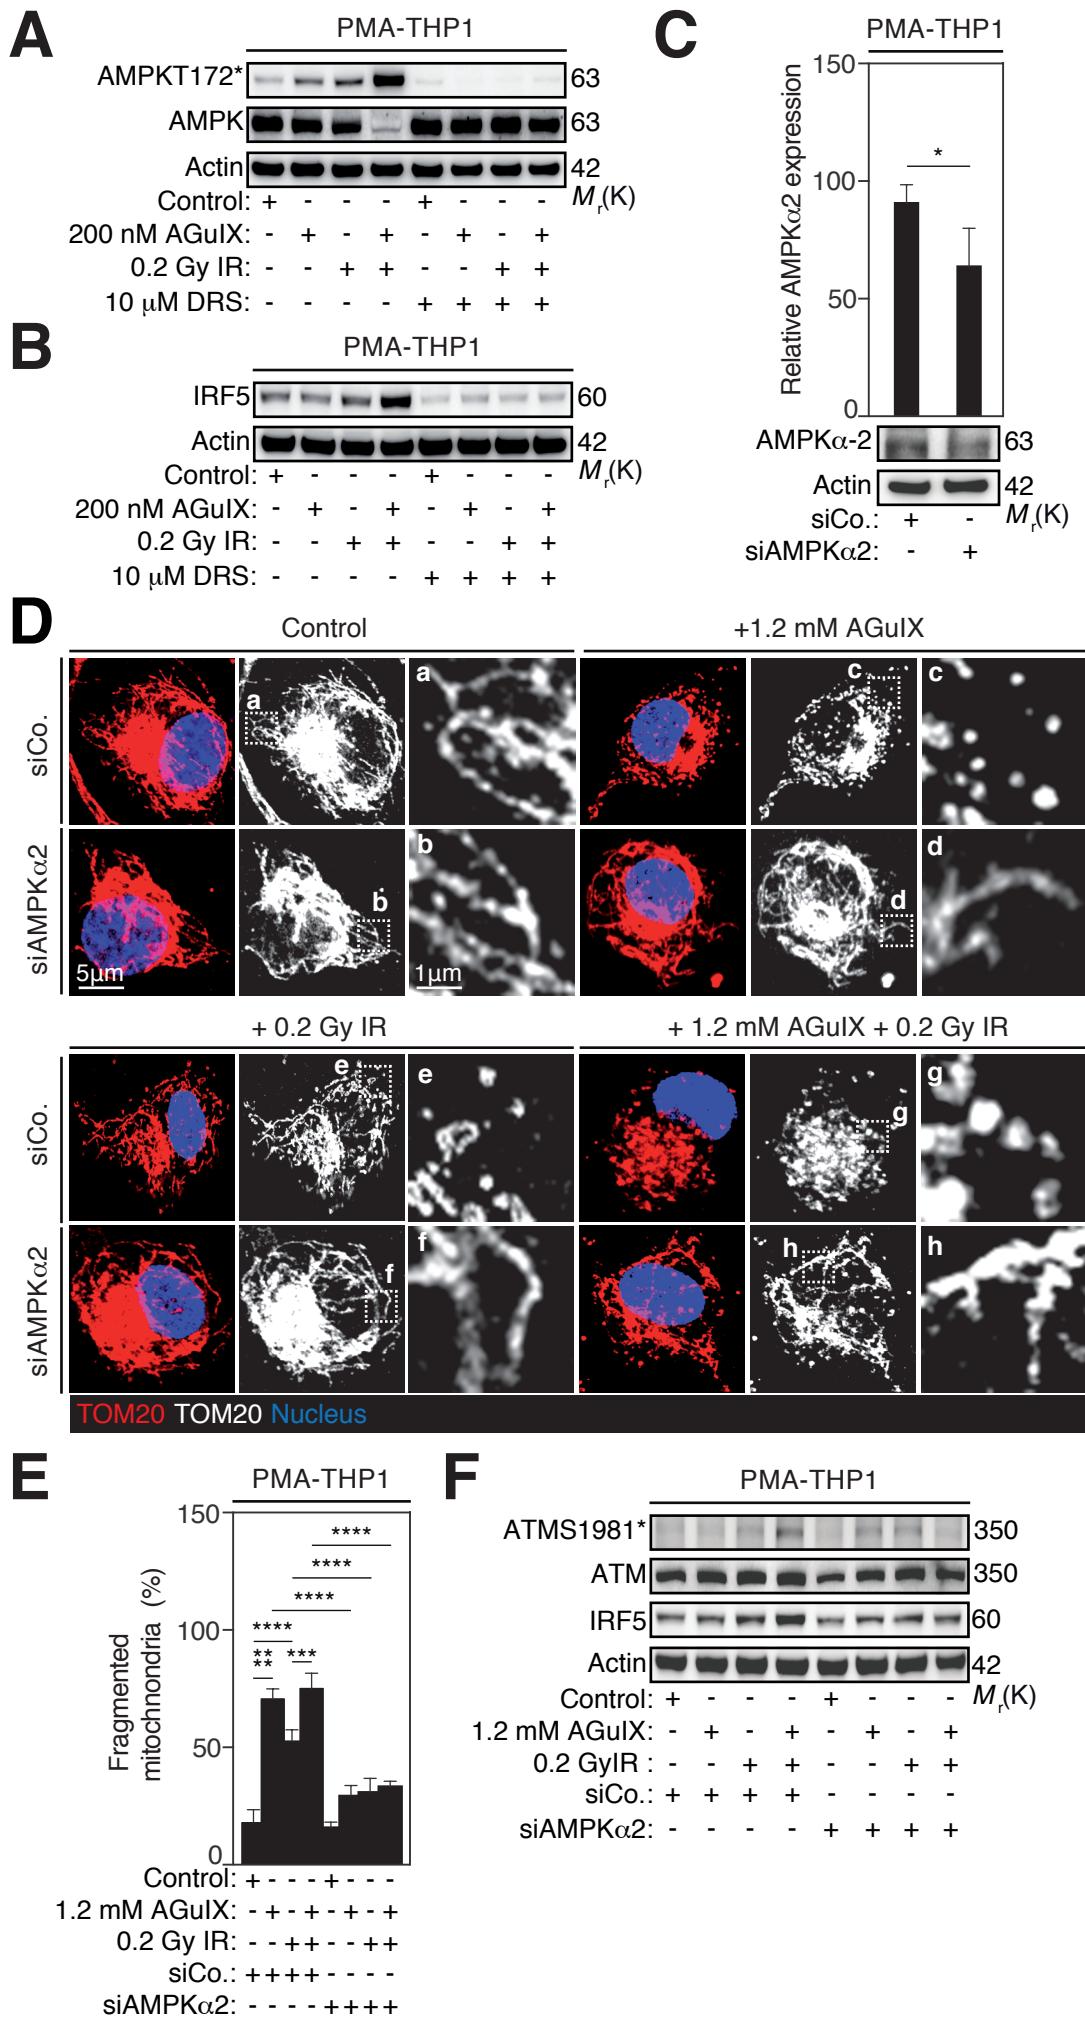 A
PMA-THP1
AMPKT172*
63
AMPK
63
Actin
42
Control: + - - - + - - - Mr(K)
200 nM AGuIX: - + - + - + - +
0.2 Gy IR: - - + + - - + +
10 µM DRS: - - - - + + + +
B
PMA-THP1
IRF5
60
Actin
42
Control: + - - - + - - - Mr(K)
200 nM AGuIX: - + - + - + - +
0.2 Gy IR: - - + + - - + +
10 µM DRS: - - - - + + + +
C
PMA-THP1
Relative AMPKα2 expression
150
100
50
0
*
AMPKα-2
63
Actin
42
siCo.: + - Mr(K)
siAMPKα2: - +
D
Control
+1.2 mM AGuIX
siCo.
a
a
c
c
siAMPKα2
b
b
d
d
5µm
1µm
+ 0.2 Gy IR
+ 1.2 mM AGuIX + 0.2 Gy IR
siCo.
e
e
g
g
siAMPKα2
f
f
h
h
TOM20 TOM20 Nucleus
E
PMA-THP1
Fragmented
mitochnondria (%)
150
100
50
0
****
****
****
****
**
**
***
Control: + - - - + - - -
1.2 mM AGuIX: - + - + - + - +
0.2 Gy IR: - - + + - - + +
siCo.: + + + + - - - -
siAMPKα2: - - - - + + + +
F
PMA-THP1
ATMS1981*
350
ATM
350
IRF5
60
Actin
42
Control: + - - - + - - - Mr(K)
1.2 mM AGuIX: - + - + - + - +
0.2 GyIR : - - + + - - + +
siCo.: + + + + - - - -
siAMPKα2: - - - - + + + +